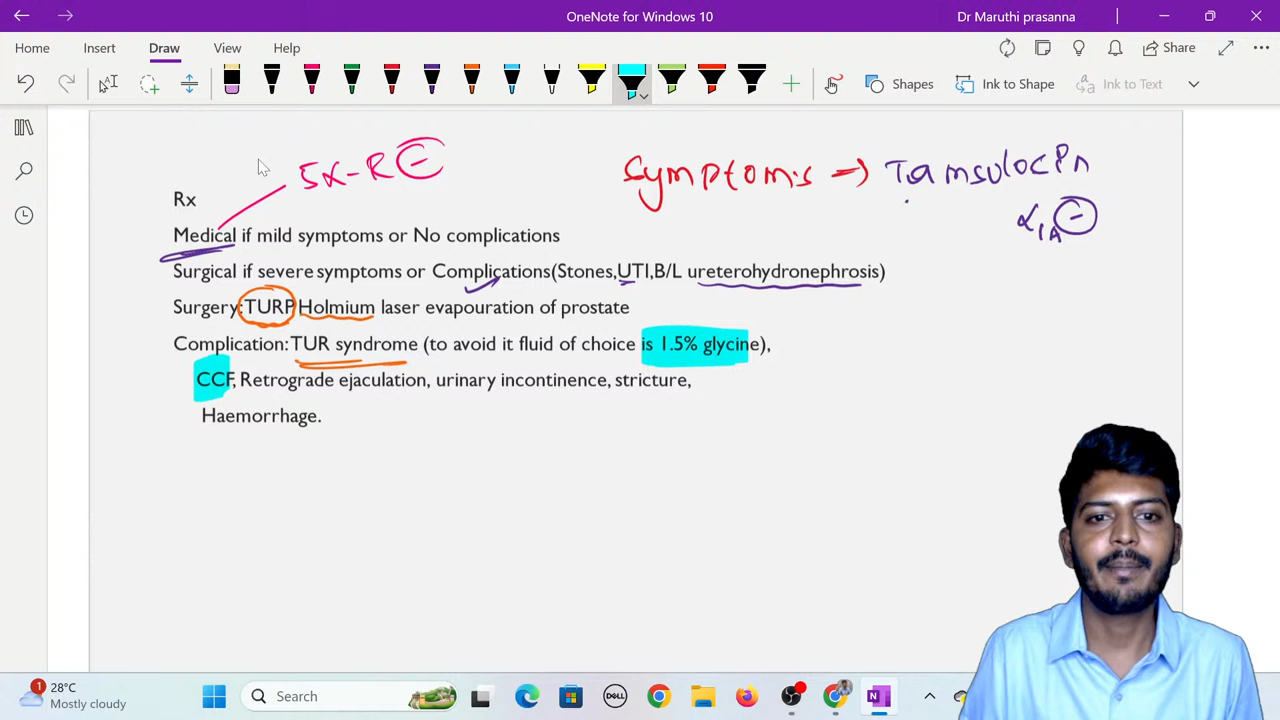 OneNote for Windows 10
Dr Maruthi prasanna
Home Insert Draw View Help
Share
Shapes
Ink to Shape
Ink to Text
5α-R (-)
Symptoms → Tamsulocin
α1A (-)
Rx
Medical if mild symptoms or No complications
Surgical if severe symptoms or Complications(Stones,UTI,B/L ureterohydronephrosis)
Surgery:TURP Holmium laser evapouration of prostate
Complication: TUR syndrome (to avoid it fluid of choice is 1.5% glycine),
CCF, Retrograde ejaculation, urinary incontinence, stricture,
Haemorrhage.
1
28°C
Mostly cloudy
Search
DELL